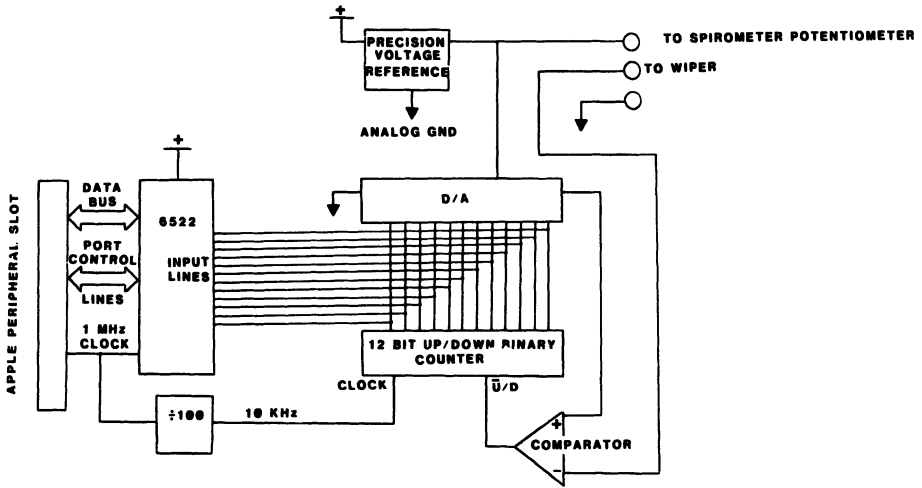 +
PRECISION
VOLTAGE
REFERENCE
TO SPIROMETER POTENTIOMETER
TO WIPER
ANALOG GND
+
APPLE PERIPHERAL SLOT
DATA
BUS
PORT
CONTROL
LINES
1 MHz
CLOCK
6522
INPUT
LINES
D/A
12 BIT UP/DOWN BINARY
COUNTER
CLOCK
U̅/D
÷100
10 KHz
+
COMPARATOR
−